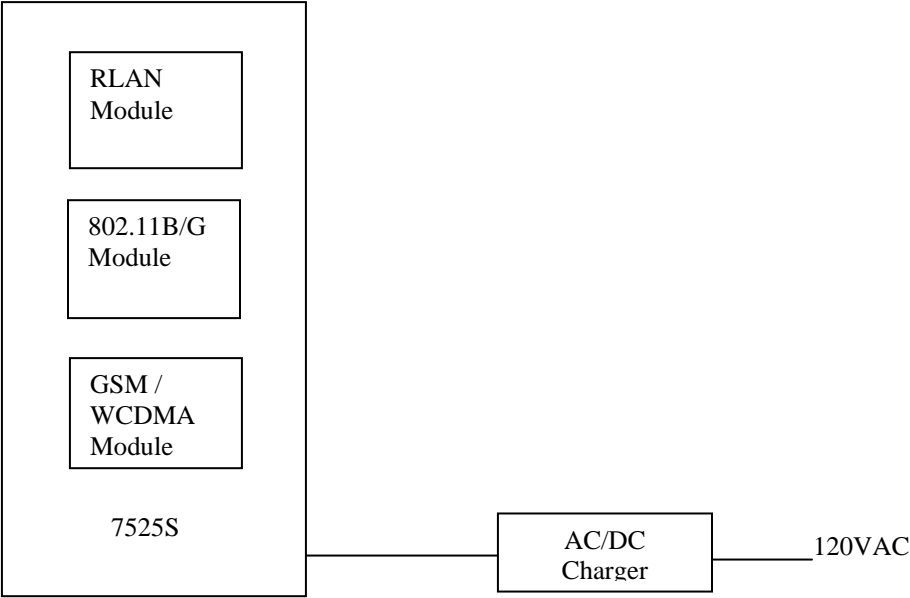 RLAN
Module
802.11B/G
Module
GSM /
WCDMA
Module
7525S
AC/DC
Charger
120VAC